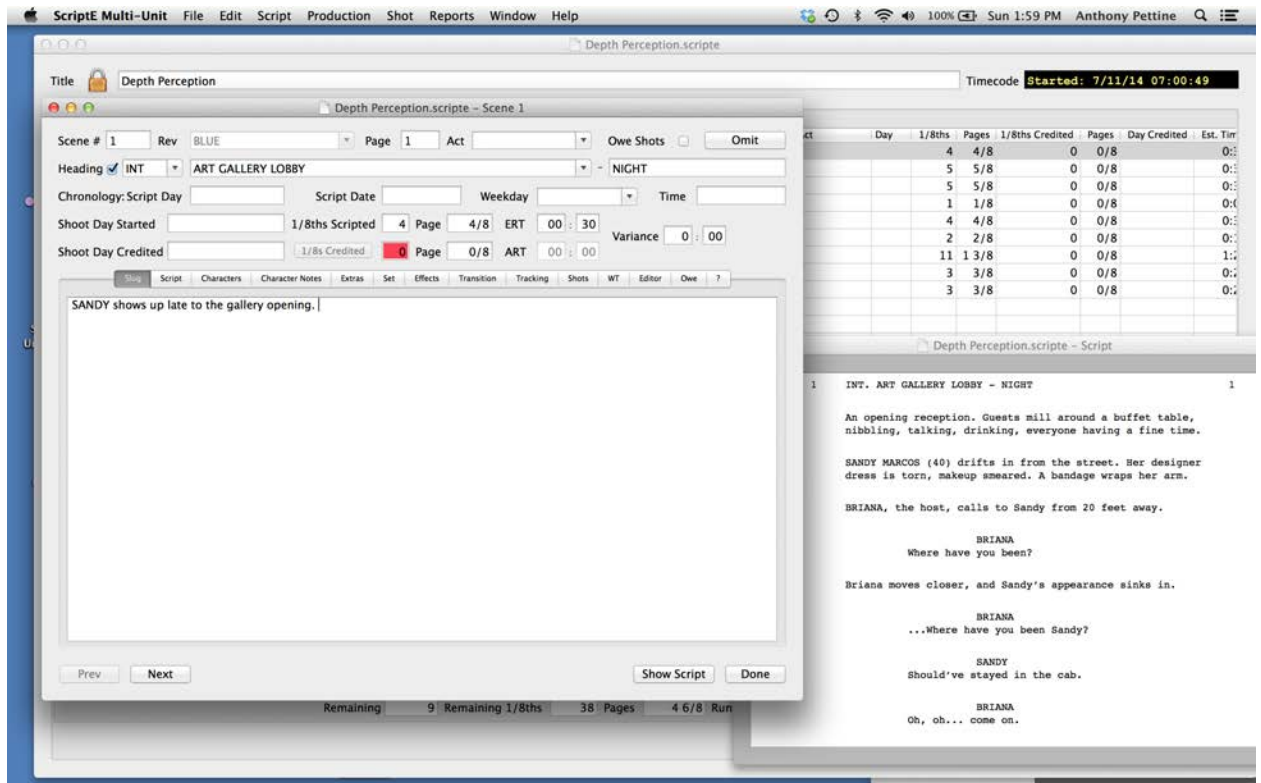 ScriptE Multi-Unit File Edit Script Production Shot Reports Window Help 100% Sun 1:59 PM Anthony Pettine
Depth Perception.scripte
Title Depth Perception Timecode Started: 7/11/14 07:00:49
Depth Perception.scripte – Scene 1
Scene # 1 Rev BLUE Page 1 Act Owe Shots Omit
Heading INT ART GALLERY LOBBY - NIGHT
Chronology: Script Day Script Date Weekday Time
Shoot Day Started 1/8ths Scripted 4 Page 4/8 ERT 00 : 30
Variance 0 : 00
Shoot Day Credited 1/8s Credited 0 Page 0/8 ART 00 : 00
Slug Script Characters Character Notes Extras Set Effects Transition Tracking Shots WT Editor Owe ?
SANDY shows up late to the gallery opening.
Prev Next Show Script Done
Day 1/8ths Pages 1/8ths Credited Pages Day Credited Est. Tim
4 4/8 0 0/8
5 5/8 0 0/8
5 5/8 0 0/8
1 1/8 0 0/8
4 4/8 0 0/8
2 2/8 0 0/8
11 1 3/8 0 0/8
3 3/8 0 0/8
3 3/8 0 0/8
Remaining 9 Remaining 1/8ths 38 Pages 4 6/8 Run
Depth Perception.scripte – Script
1 INT. ART GALLERY LOBBY - NIGHT 1
An opening reception. Guests mill around a buffet table,
nibbling, talking, drinking, everyone having a fine time.
SANDY MARCOS (40) drifts in from the street. Her designer
dress is torn, makeup smeared. A bandage wraps her arm.
BRIANA, the host, calls to Sandy from 20 feet away.
BRIANA
Where have you been?
Briana moves closer, and Sandy's appearance sinks in.
BRIANA
...Where have you been Sandy?
SANDY
Should've stayed in the cab.
BRIANA
Oh, oh... come on.